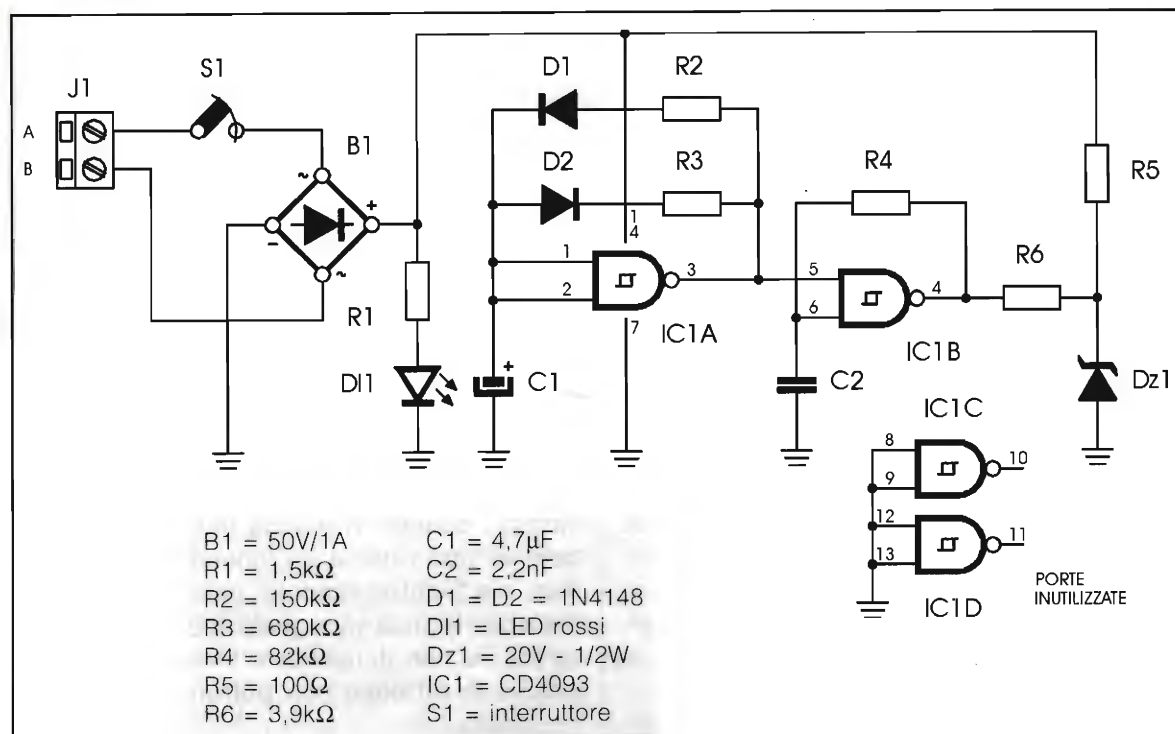 J1
A
B
S1
B1
~
+
-
~
R1
DI1
D1
R2
D2
R3
1
4
1
2
3
7
IC1A
+
C1
R4
5
6
4
IC1B
C2
R6
R5
Dz1
IC1C
8
9
10
12
13
11
IC1D
PORTE
INUTILIZZATE
B1 = 50V/1A
R1 = 1,5kΩ
R2 = 150kΩ
R3 = 680kΩ
R4 = 82kΩ
R5 = 100Ω
R6 = 3,9kΩ
C1 = 4,7µF
C2 = 2,2nF
D1 = D2 = 1N4148
DI1 = LED rossi
Dz1 = 20V - 1/2W
IC1 = CD4093
S1 = interruttore